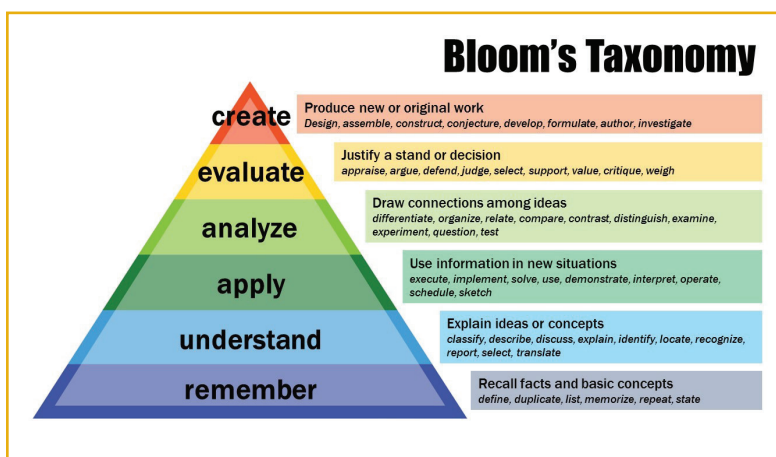 Bloom's Taxonomy
create
Produce new or original work
Design, assemble, construct, conjecture, develop, formulate, author, investigate
evaluate
Justify a stand or decision
appraise, argue, defend, judge, select, support, value, critique, weigh
analyze
Draw connections among ideas
differentiate, organize, relate, compare, contrast, distinguish, examine,
experiment, question, test
apply
Use information in new situations
execute, implement, solve, use, demonstrate, interpret, operate,
schedule, sketch
understand
Explain ideas or concepts
classify, describe, discuss, explain, identify, locate, recognize,
report, select, translate
remember
Recall facts and basic concepts
define, duplicate, list, memorize, repeat, state